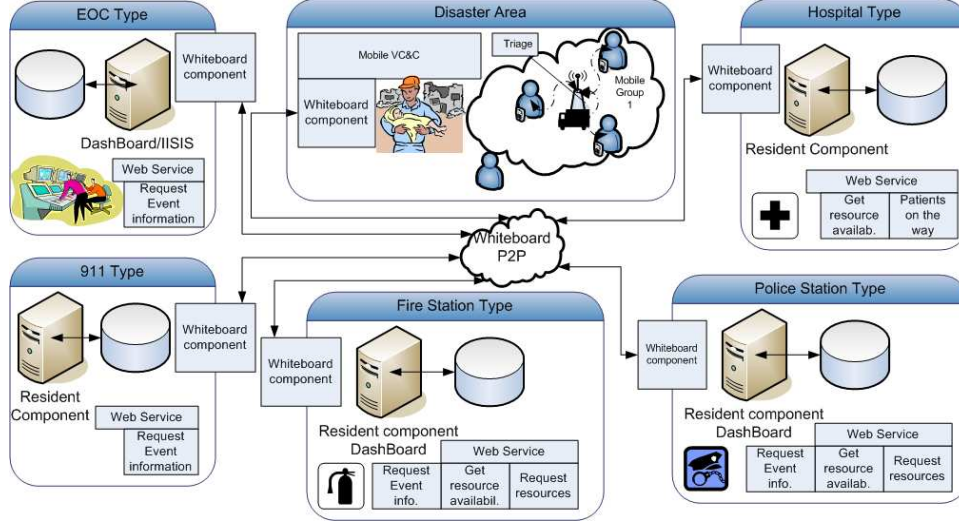 EOC Type
Whiteboard
component
DashBoard/IISIS
Web Service
Request
Event
information
Disaster Area
Mobile VC&C
Whiteboard
component
Triage
Mobile
Group
1
Hospital Type
Whiteboard
component
Resident Component
Web Service
Get
resource
availab.
Patients
on the
way
Whiteboard
P2P
911 Type
Whiteboard
component
Resident
Component
Web Service
Request
Event
information
Fire Station Type
Whiteboard
component
Resident component
DashBoard
Web Service
Request
Event
info.
Get
resource
availabil.
Request
resources
Police Station Type
Whiteboard
component
Resident component
DashBoard
Web Service
Request
Event
info.
Get
resource
availab.
Request
resources